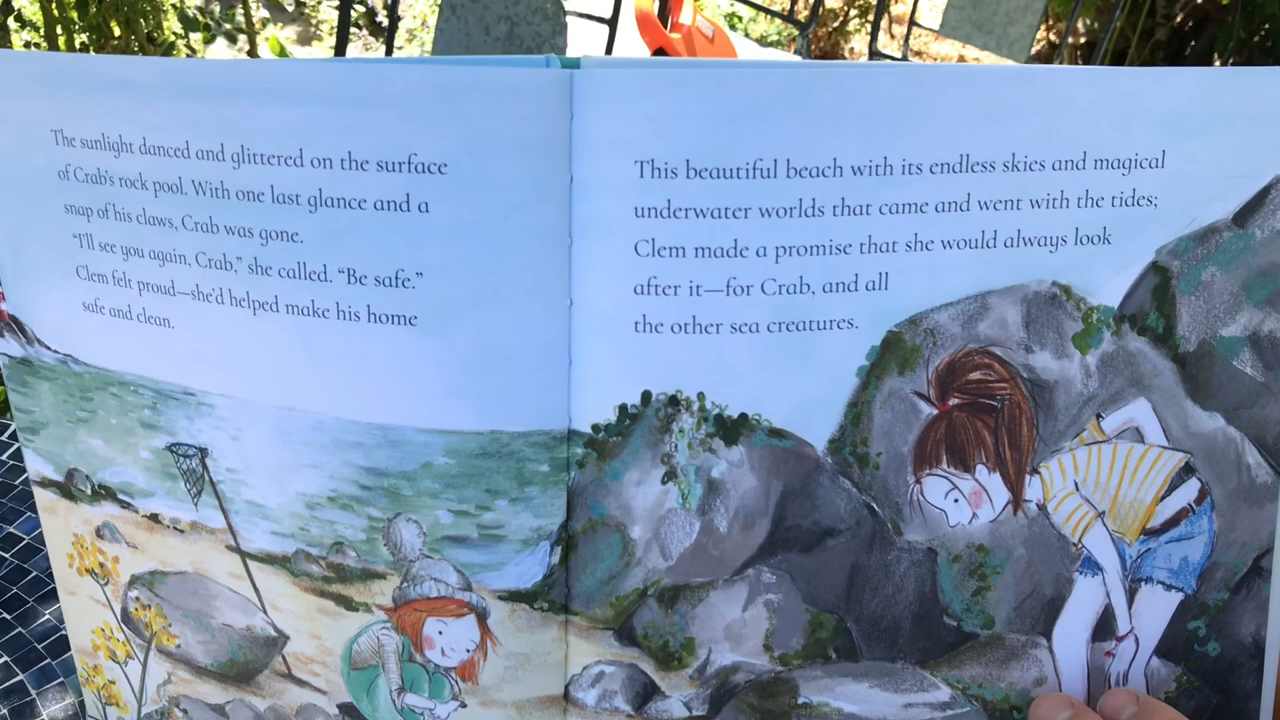 The sunlight danced and glittered on the surface
of Crab's rock pool. With one last glance and a
snap of his claws, Crab was gone.
"I'll see you again, Crab," she called. "Be safe."
Clem felt proud—she'd helped make his home
safe and clean.
This beautiful beach with its endless skies and magical
underwater worlds that came and went with the tides;
Clem made a promise that she would always look
after it—for Crab, and all
the other sea creatures.